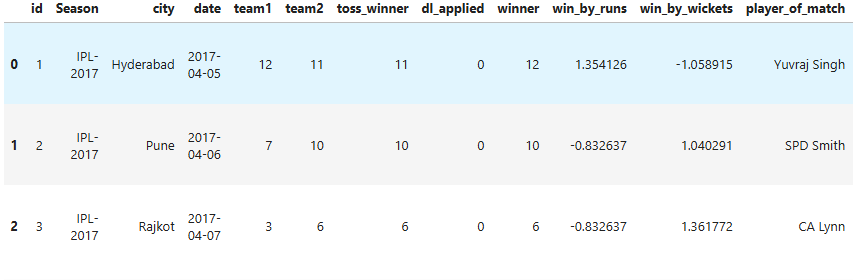 id Season city date team1 team2 toss_winner dl_applied winner win_by_runs win_by_wickets player_of_match
0 1 IPL-2017 Hyderabad 2017-04-05 12 11 11 0 12 1.354126 -1.058915 Yuvraj Singh
1 2 IPL-2017 Pune 2017-04-06 7 10 10 0 10 -0.832637 1.040291 SPD Smith
2 3 IPL-2017 Rajkot 2017-04-07 3 6 6 0 6 -0.832637 1.361772 CA Lynn